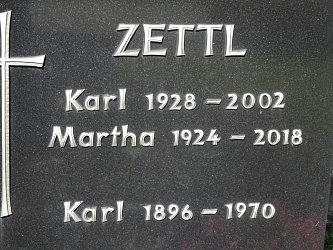 ZETTL
Karl 1928 – 2002
Martha 1924 – 2018
Karl 1896 – 1970